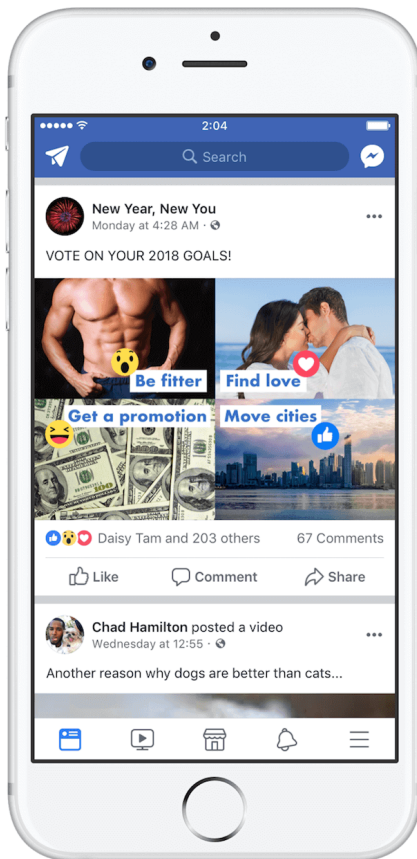 2:04
Search
New Year, New You
Monday at 4:28 AM ·
VOTE ON YOUR 2018 GOALS!
Be fitter
Find love
Get a promotion
Move cities
Daisy Tam and 203 others 67 Comments
Like Comment Share
Chad Hamilton posted a video
Wednesday at 12:55 ·
Another reason why dogs are better than cats...